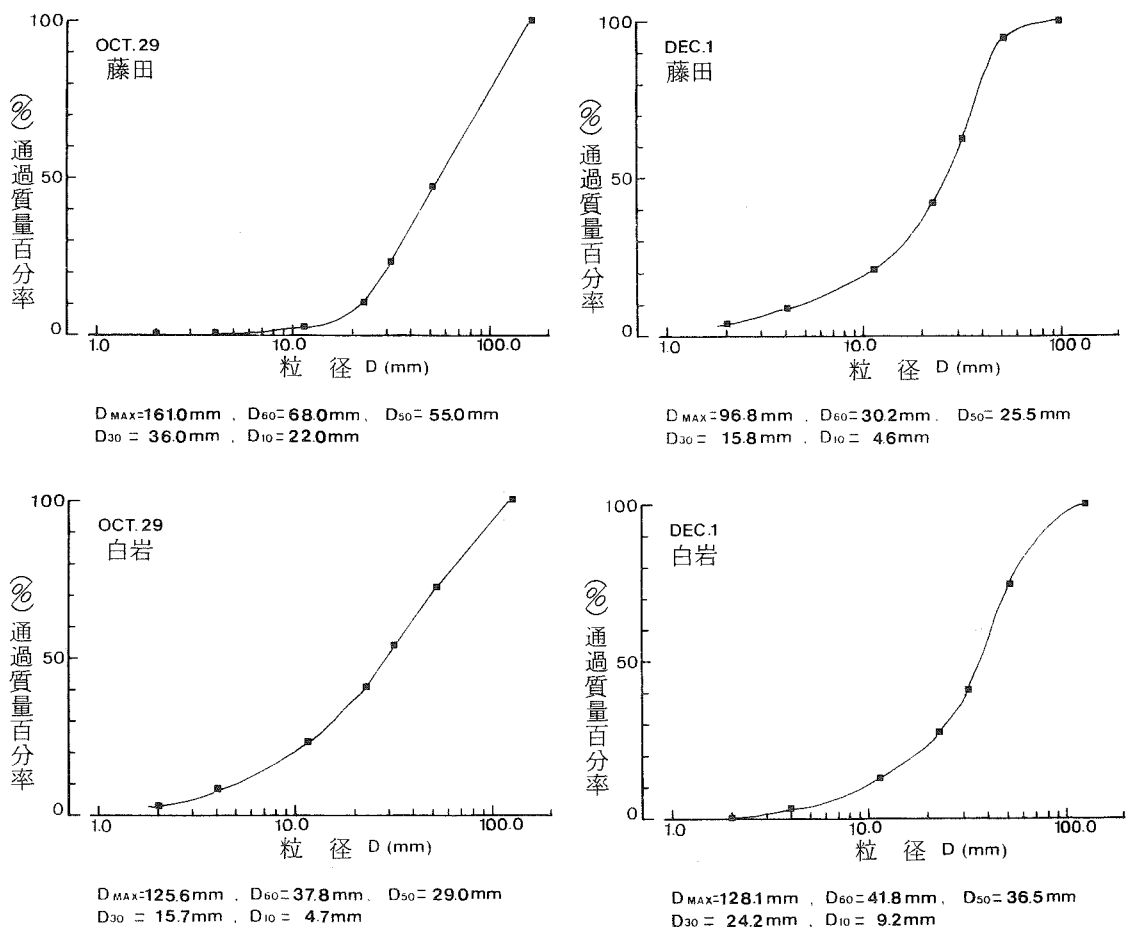 100
OCT. 29
藤田
(%)通過質量百分率
50
0
1.0
10.0
100.0
粒 径 D (mm)
D MAX=161.0mm , D60=68.0mm, D50=55.0mm
D30 = 36.0mm , D10=22.0mm
100
DEC.1
藤田
(%)通過質量百分率
50
0
1.0
10.0
100.0
粒 径 D (mm)
D MAX=96.8mm , D60=30.2mm. D50=25.5mm
D30= 15.8mm , D10= 4.6mm
100
OCT. 29
白岩
(%)通過質量百分率
50
0
1.0
10.0
100.0
粒 径 D (mm)
D MAX=125.6mm , D60=37.8mm, D50=29.0mm
D30 = 15.7mm , D10 = 4.7mm
100
DEC.1
白岩
(%)通過質量百分率
50
0
1.0
10.0
100.0
粒 径 D (mm)
D MAX=128.1mm , D60=41.8mm , D50=36.5mm
D30 = 24.2mm , D10 = 9.2mm